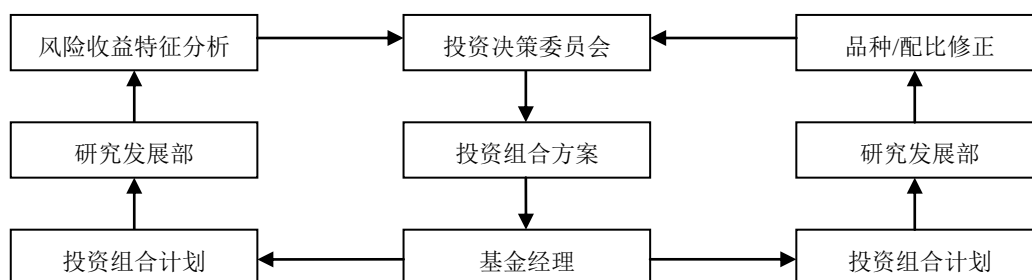 风险收益特征分析
投资决策委员会
品种/配比修正
研究发展部
投资组合方案
研究发展部
投资组合计划
基金经理
投资组合计划